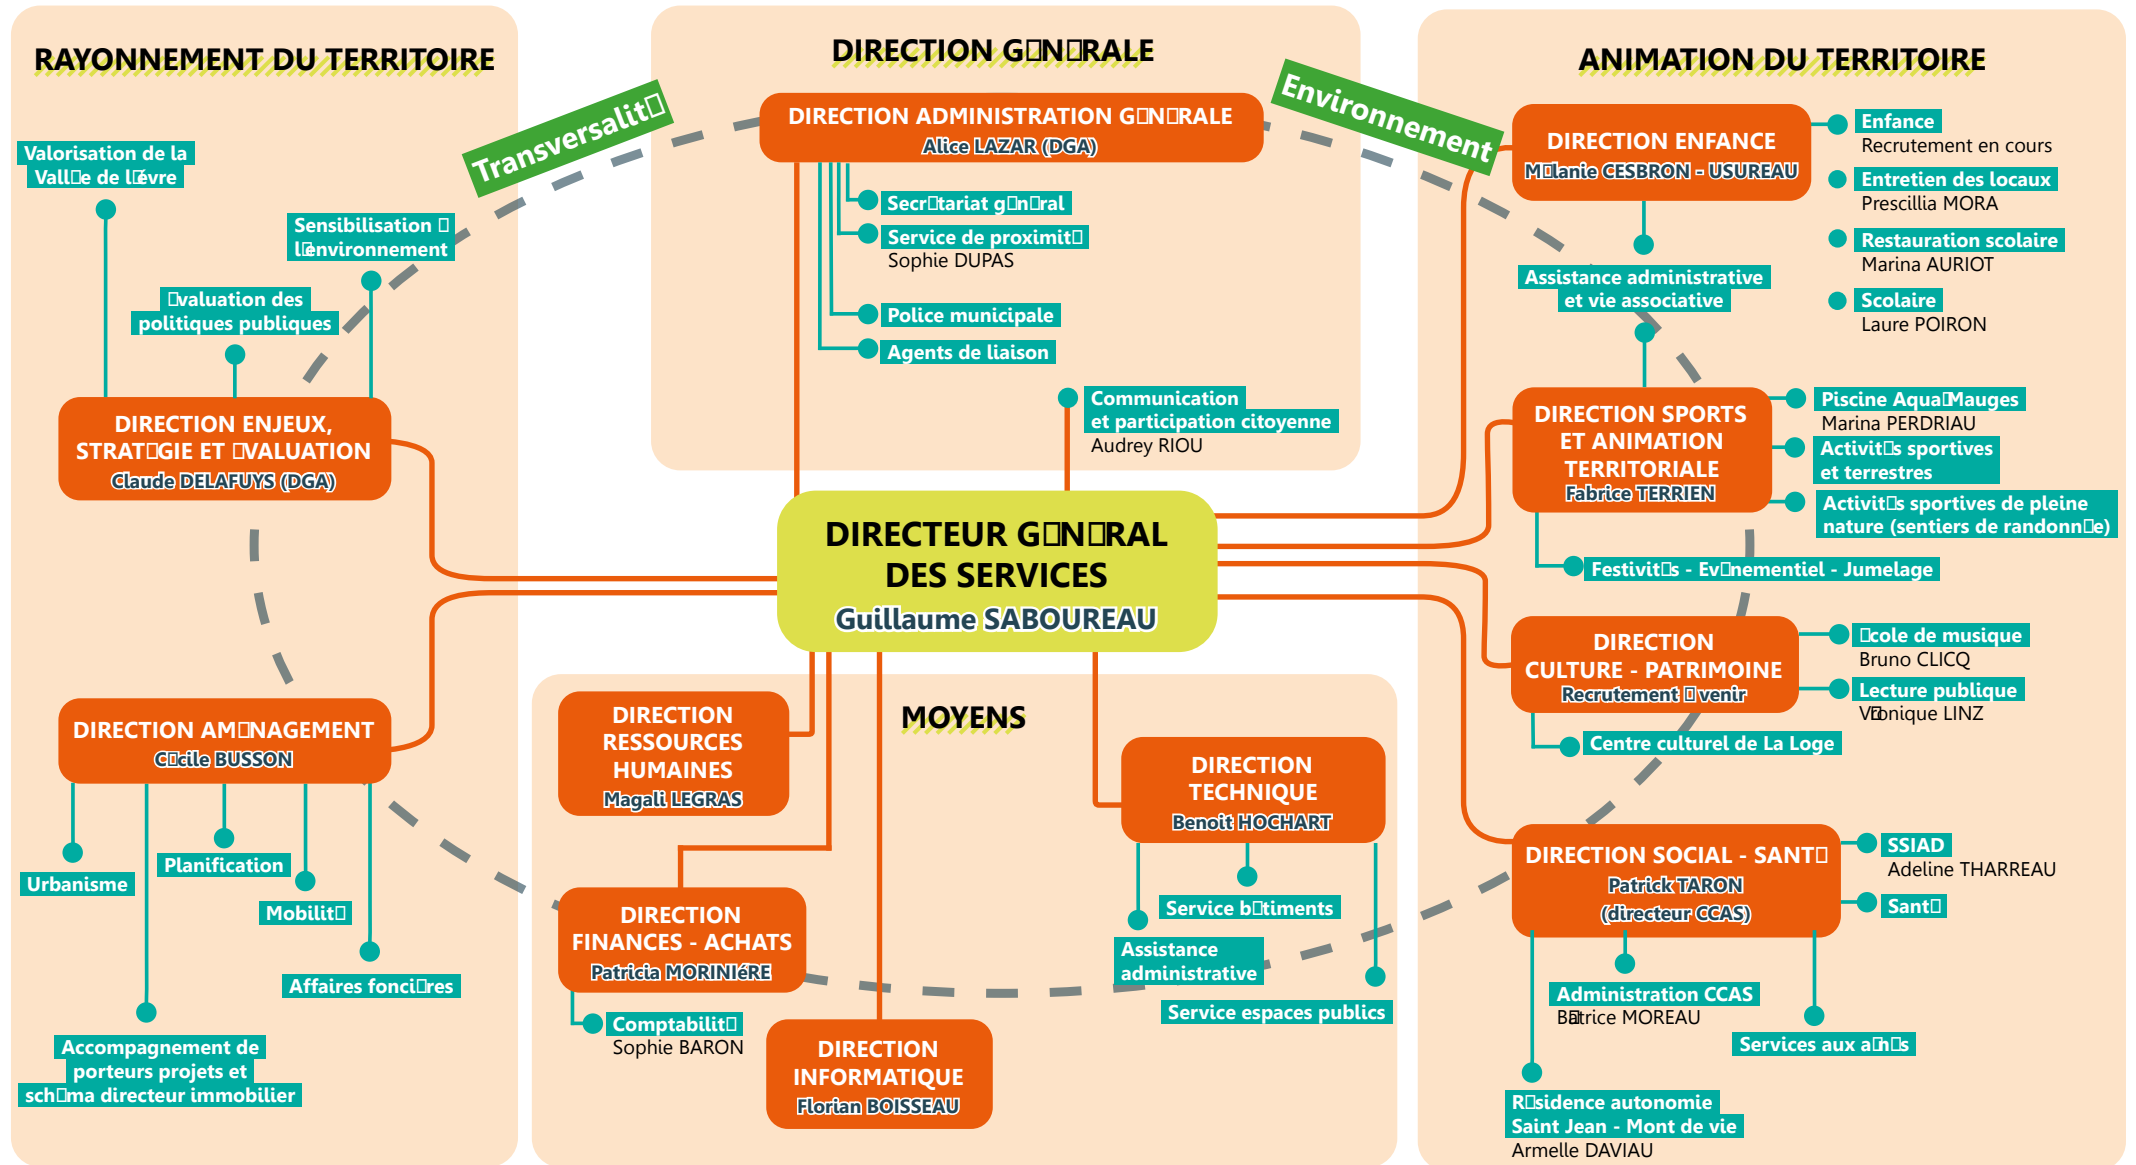 RAYONNEMENT DU TERRITOIRE
Valorisation de la
Vall□e de l□èvre
Sensibilisation □
l□environnement
□valuation des
politiques publiques
DIRECTION ENJEUX,
STRAT□GIE ET □VALUATION
Claude DELAFUYS (DGA)
DIRECTION AM□NAGEMENT
C□cile BUSSON
Urbanisme
Planification
Mobilit□
Affaires fonci□res
Accompagnement de
porteurs projets et
sch□ma directeur immobilier
Transversalit□
DIRECTION G□N□RALE
Environnement
DIRECTION ADMINISTRATION G□N□RALE
Alice LAZAR (DGA)
Secr□tariat g□n□ral
Service de proximit□
Sophie DUPAS
Police municipale
Agents de liaison
Communication
et participation citoyenne
Audrey RIOU
DIRECTEUR G□N□RAL
DES SERVICES
Guillaume SABOUREAU
MOYENS
DIRECTION
RESSOURCES
HUMAINES
Magali LEGRAS
DIRECTION
FINANCES - ACHATS
Patricia MORINIéRE
Comptabilit□
Sophie BARON
DIRECTION
INFORMATIQUE
Florian BOISSEAU
DIRECTION
TECHNIQUE
Benoit HOCHART
Service b□timents
Assistance
administrative
Service espaces publics
ANIMATION DU TERRITOIRE
DIRECTION ENFANCE
M□lanie CESBRON - USUREAU
Enfance
Recrutement en cours
Entretien des locaux
Prescillia MORA
Restauration scolaire
Marina AURIOT
Scolaire
Laure POIRON
Assistance administrative
et vie associative
DIRECTION SPORTS
ET ANIMATION
TERRITORIALE
Fabrice TERRIEN
Piscine Aqua□Mauges
Marina PERDRIAU
Activit□s sportives
et terrestres
Activit□s sportives de pleine
nature (sentiers de randonn□e)
Festivit□s - Ev□nementiel - Jumelage
DIRECTION
CULTURE - PATRIMOINE
Recrutement □ venir
□cole de musique
Bruno CLICQ
Lecture publique
V□ronique LINZ
Centre culturel de La Loge
DIRECTION SOCIAL - SANT□
Patrick TARON
(directeur CCAS)
SSIAD
Adeline THARREAU
Sant□
Administration CCAS
B□atrice MOREAU
Services aux a□n□s
R□sidence autonomie
Saint Jean - Mont de vie
Armelle DAVIAU